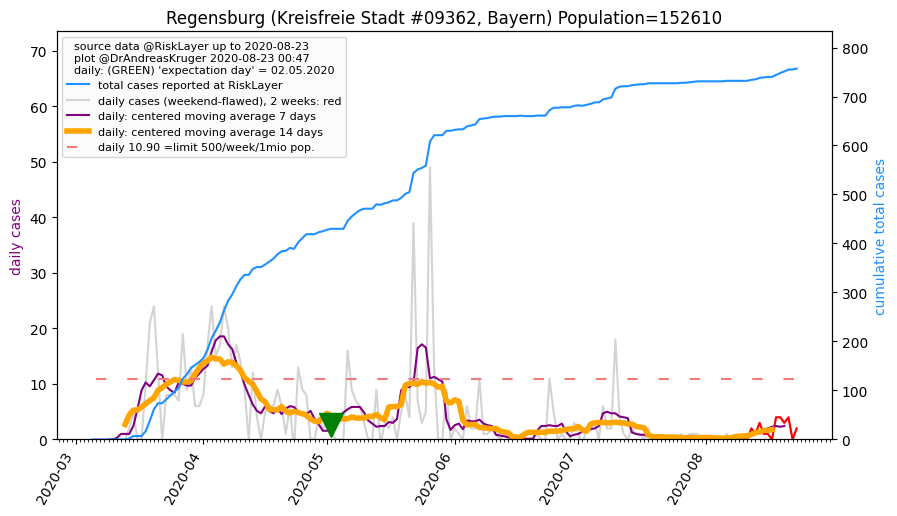 Regensburg (Kreisfreie Stadt #09362, Bayern) Population=152610
source data @RiskLayer up to 2020-08-23
plot @DrAndreasKruger 2020-08-23 00:47
daily: (GREEN) 'expectation day' = 02.05.2020
total cases reported at RiskLayer
daily cases (weekend-flawed), 2 weeks: red
daily: centered moving average 7 days
daily: centered moving average 14 days
daily 10.90 =limit 500/week/1mio pop.
daily cases
70
60
50
40
30
20
10
0
cumulative total cases
800
700
600
500
400
300
200
100
0
2020-03
2020-04
2020-05
2020-06
2020-07
2020-08